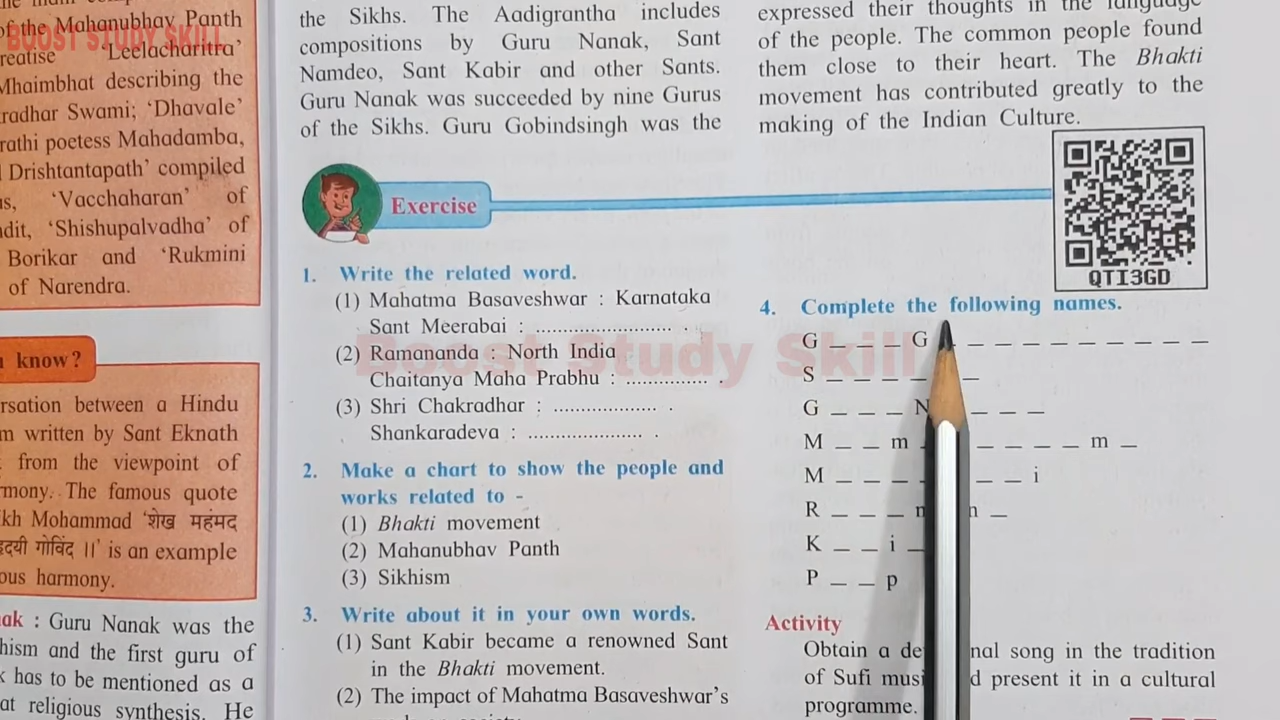 of the Mahanubhav Panth
BOOST STUDY SKILL
reatise 'Leelacharitra'
Mhaimbhat describing the
radhar Swami; 'Dhavale'
rathi poetess Mahadamba,
Drishtantapath' compiled
'Vacchaharan' of
dit, 'Shishupalvadha' of
Borikar and 'Rukmini
of Narendra.
know?
rsation between a Hindu
m written by Sant Eknath
from the viewpoint of
rmony. The famous quote
kh Mohammad 'शेख महंमद
हृदयी गोविंद ।।' is an example
ous harmony.
ak : Guru Nanak was the
hism and the first guru of
k has to be mentioned as a
at religious synthesis. He
the Sikhs. The Aadigrantha includes
compositions by Guru Nanak, Sant
Namdeo, Sant Kabir and other Sants.
Guru Nanak was succeeded by nine Gurus
of the Sikhs. Guru Gobindsingh was the
expressed their thoughts in the language
of the people. The common people found
them close to their heart. The Bhakti
movement has contributed greatly to the
making of the Indian Culture.
QTI3GD
Exercise
1. Write the related word.
(1) Mahatma Basaveshwar : Karnataka
Sant Meerabai : ......................... .
(2) Ramananda : North India
Chaitanya Maha Prabhu : ............... .
(3) Shri Chakradhar : ................... .
Shankaradeva : ...................... .
Boost Study Skill
2. Make a chart to show the people and
works related to -
(1) Bhakti movement
(2) Mahanubhav Panth
(3) Sikhism
3. Write about it in your own words.
(1) Sant Kabir became a renowned Sant
in the Bhakti movement.
(2) The impact of Mahatma Basaveshwar's
4. Complete the following names.
G _ _ _ G _ _ _ _ _ _ _ _ _ _
S _ _ _ _ _
G _ _ _ N _ _ _
M _ _ m _ _ _ _ _ m _
M _ _ _ _ _ _ i
R _ _ _ n _
K _ _ i _
P _ _ p
Activity
Obtain a de nal song in the tradition
of Sufi musi d present it in a cultural
programme.